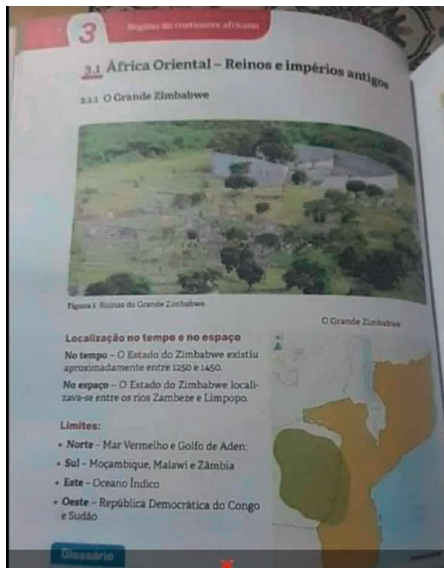 3
Regiões do continente africano
3.1 África Oriental – Reinos e impérios antigos
3.1.1 O Grande Zimbabwe
Figura 1 Ruínas do Grande Zimbabwe.
O Grande Zimbabwe
Localização no tempo e no espaço
No tempo – O Estado do Zimbabwe existiu
aproximadamente entre 1250 e 1450.
No espaço – O Estado do Zimbabwe locali-
zava-se entre os rios Zambeze e Limpopo.
Limites:
• Norte – Mar Vermelho e Golfo de Aden;
• Sul – Moçambique, Malawi e Zâmbia
• Este – Oceano Índico
• Oeste – República Democrática do Congo
e Sudão
Glossário